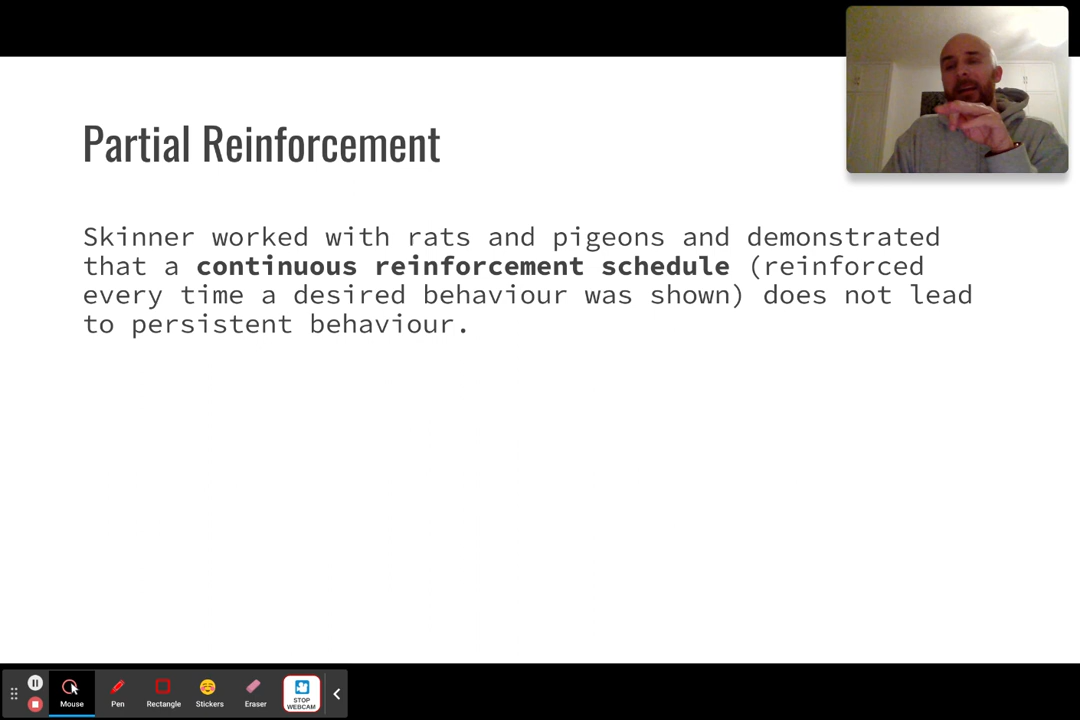 Partial Reinforcement
Skinner worked with rats and pigeons and demonstrated
that a continuous reinforcement schedule (reinforced
every time a desired behaviour was shown) does not lead
to persistent behaviour.
Mouse
Pen
Rectangle
Stickers
Eraser
STOP
WEBCAM